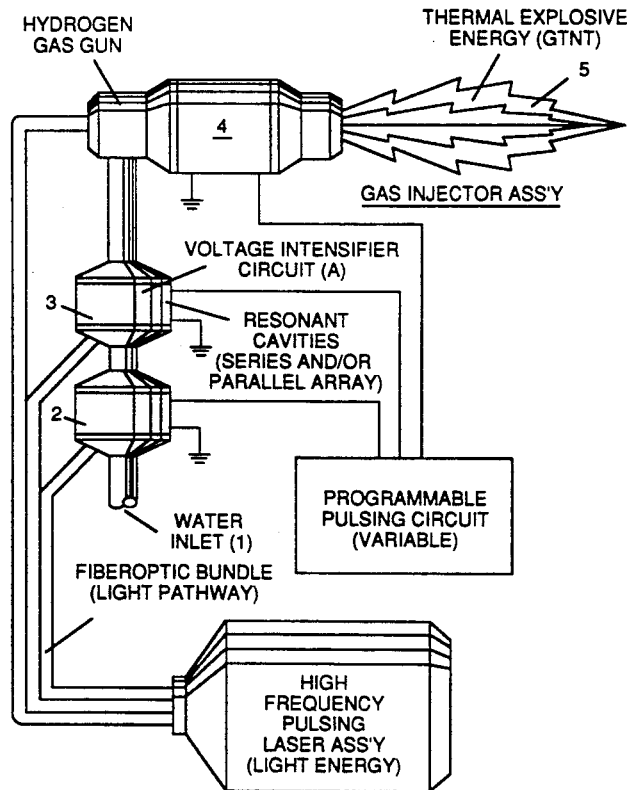 HYDROGEN
GAS GUN
THERMAL EXPLOSIVE
ENERGY (GTNT)
5
4
GAS INJECTOR ASS'Y
VOLTAGE INTENSIFIER
CIRCUIT (A)
3
RESONANT
CAVITIES
(SERIES AND/OR
PARALLEL ARRAY)
2
PROGRAMMABLE
PULSING CIRCUIT
(VARIABLE)
WATER
INLET (1)
FIBEROPTIC BUNDLE
(LIGHT PATHWAY)
HIGH
FREQUENCY
PULSING
LASER ASS'Y
(LIGHT ENERGY)